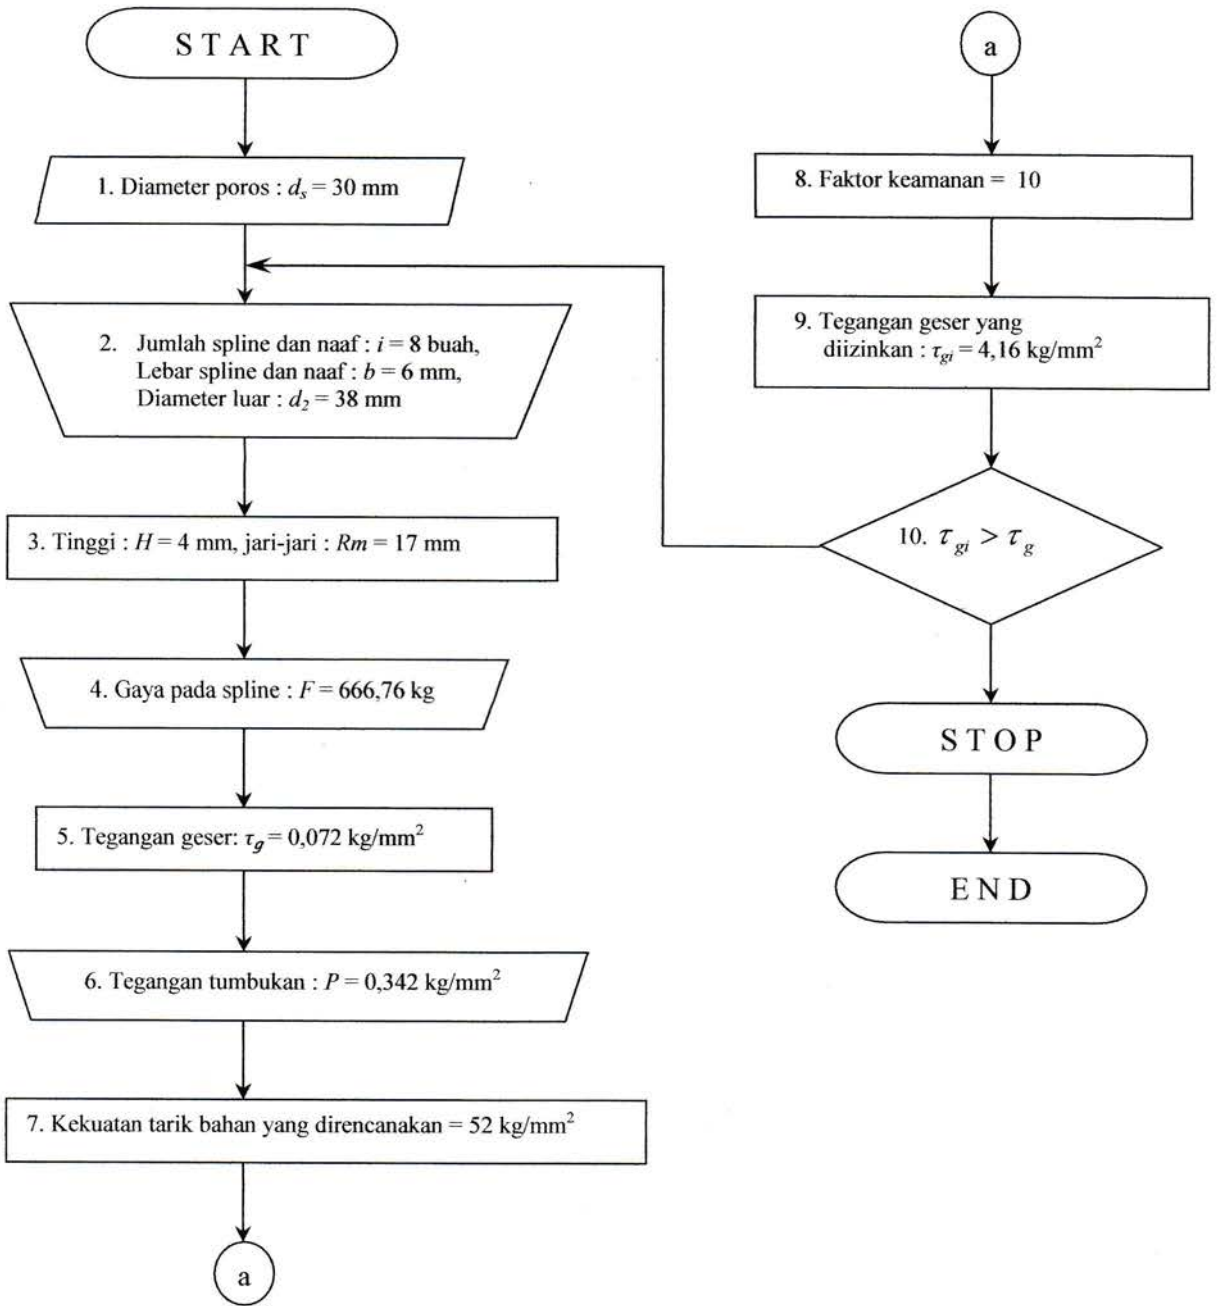 START
1. Diameter poros : dₛ = 30 mm
2. Jumlah spline dan naaf : i = 8 buah,
Lebar spline dan naaf : b = 6 mm,
Diameter luar : d₂ = 38 mm
3. Tinggi : H = 4 mm, jari-jari : Rm = 17 mm
4. Gaya pada spline : F = 666,76 kg
5. Tegangan geser: τg = 0,072 kg/mm²
6. Tegangan tumbukan : P = 0,342 kg/mm²
7. Kekuatan tarik bahan yang direncanakan = 52 kg/mm²
a
a
8. Faktor keamanan = 10
9. Tegangan geser yang
diizinkan : τgi = 4,16 kg/mm²
10. τgi > τg
STOP
END